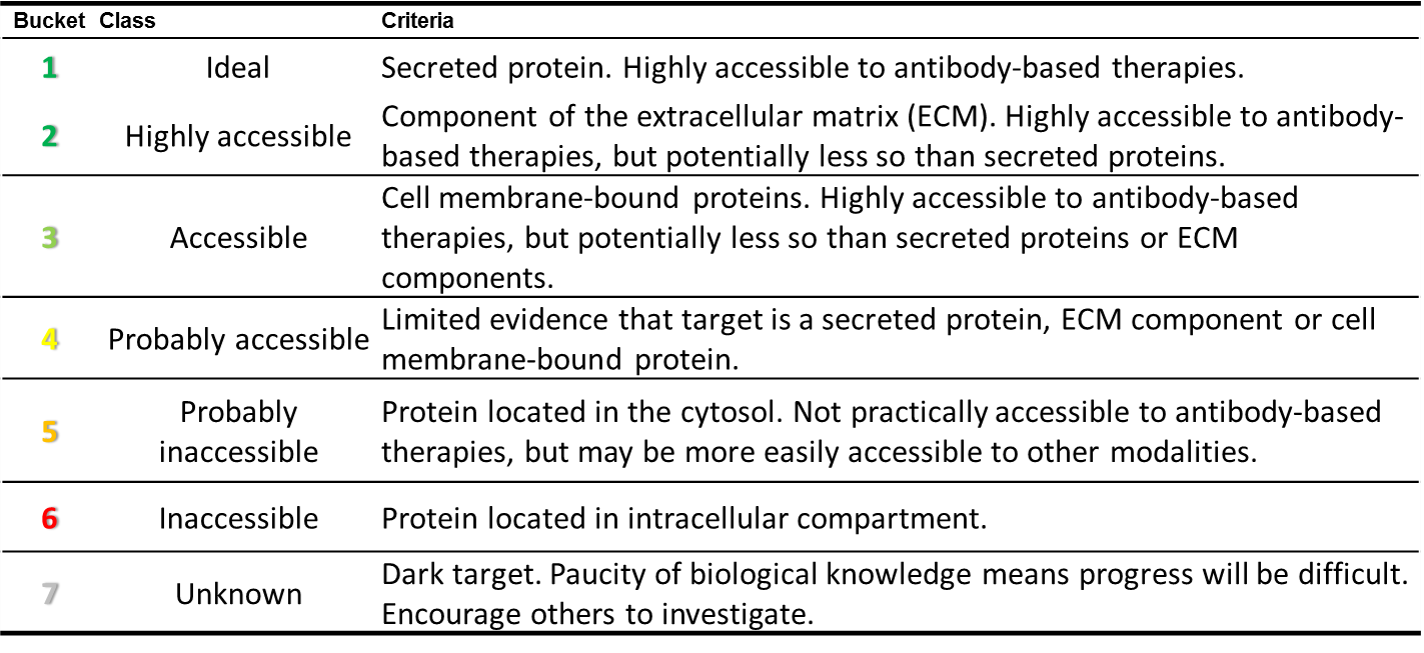 Bucket Class Criteria
1 Ideal Secreted protein. Highly accessible to antibody-based therapies.
2 Highly accessible Component of the extracellular matrix (ECM). Highly accessible to antibody-
based therapies, but potentially less so than secreted proteins.
3 Accessible Cell membrane-bound proteins. Highly accessible to antibody-based
therapies, but potentially less so than secreted proteins or ECM
components.
4 Probably accessible Limited evidence that target is a secreted protein, ECM component or cell
membrane-bound protein.
5 Probably
inaccessible
Protein located in the cytosol. Not practically accessible to antibody-based
therapies, but may be more easily accessible to other modalities.
6 Inaccessible Protein located in intracellular compartment.
7 Unknown Dark target. Paucity of biological knowledge means progress will be difficult.
Encourage others to investigate.